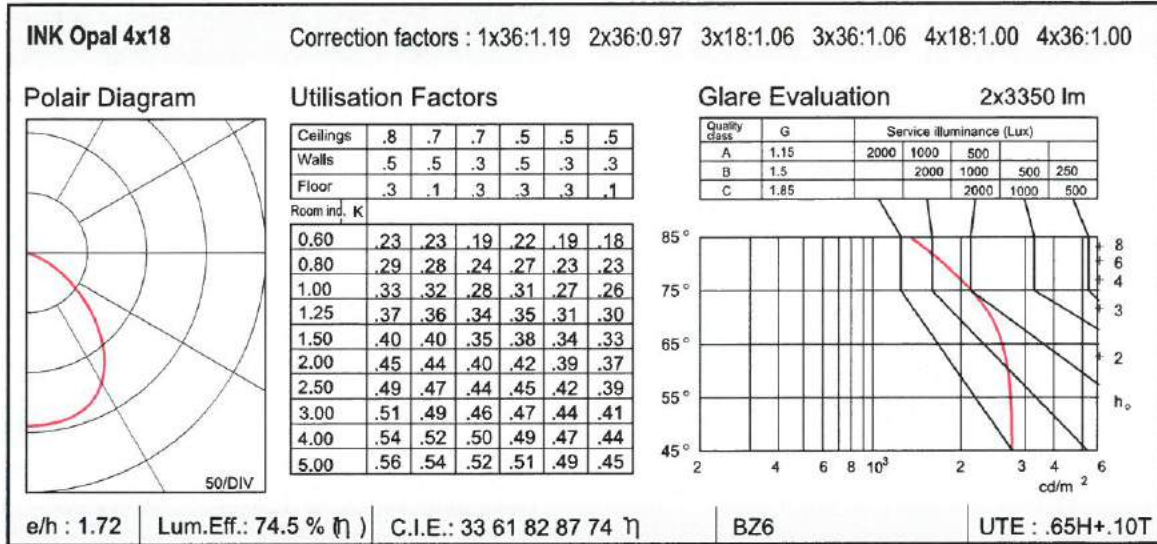 INK Opal 4x18 Correction factors : 1x36:1.19 2x36:0.97 3x18:1.06 3x36:1.06 4x18:1.00 4x36:1.00
Polair Diagram
50/DIV
Utilisation Factors
Ceilings .8 .7 .7 .5 .5 .5
Walls .5 .5 .3 .5 .3 .3
Floor .3 .1 .3 .3 .3 .1
Room ind. K
0.60 .23 .23 .19 .22 .19 .18
0.80 .29 .28 .24 .27 .23 .23
1.00 .33 .32 .28 .31 .27 .26
1.25 .37 .36 .34 .35 .31 .30
1.50 .40 .40 .35 .38 .34 .33
2.00 .45 .44 .40 .42 .39 .37
2.50 .49 .47 .44 .45 .42 .39
3.00 .51 .49 .46 .47 .44 .41
4.00 .54 .52 .50 .49 .47 .44
5.00 .56 .54 .52 .51 .49 .45
Glare Evaluation 2x3350 lm
Quality class G Service illuminance (Lux)
A 1.15 2000 1000 500
B 1.5 2000 1000 500 250
C 1.85 2000 1000 500
85° 8
6
4
75°
3
65°
2
55° hₒ
45°
2 4 6 8 10³ 2 3 4 6
cd/m²
e/h : 1.72 Lum.Eff.: 74.5 % (η) C.I.E.: 33 61 82 87 74 η BZ6 UTE : .65H+.10T